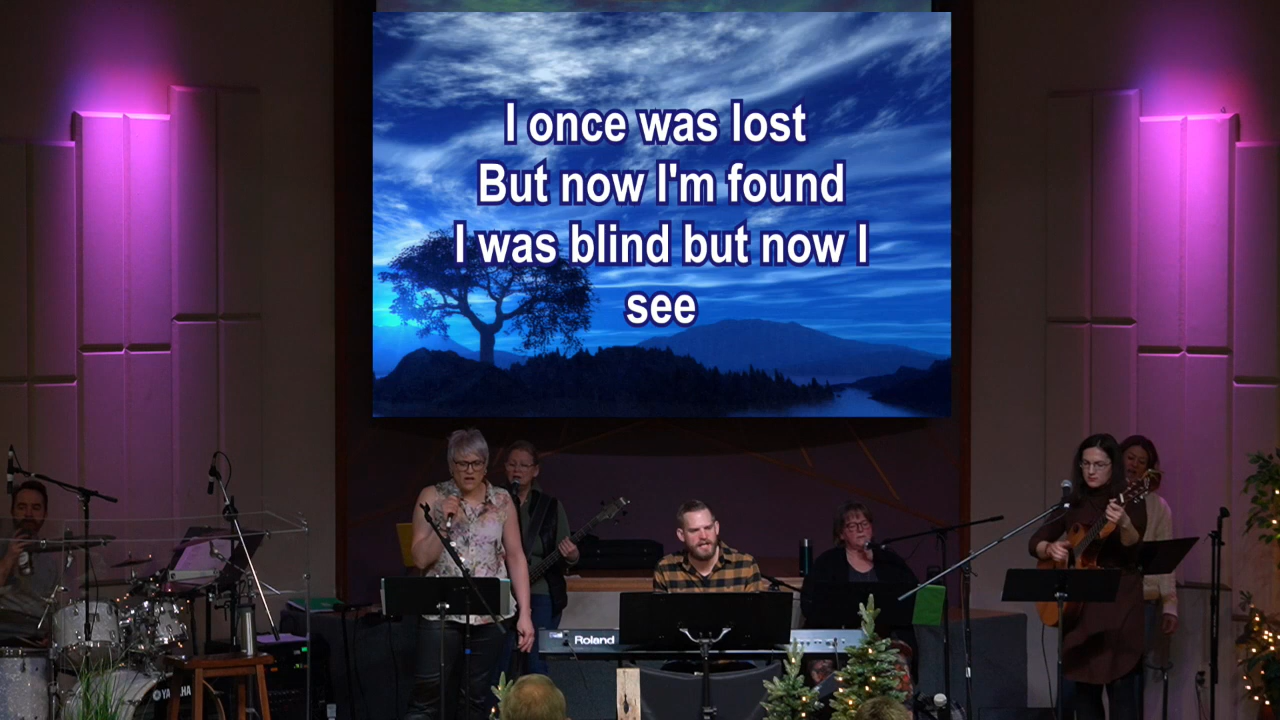 I once was lost
But now I'm found
I was blind but now I
see
Roland
YAMAHA